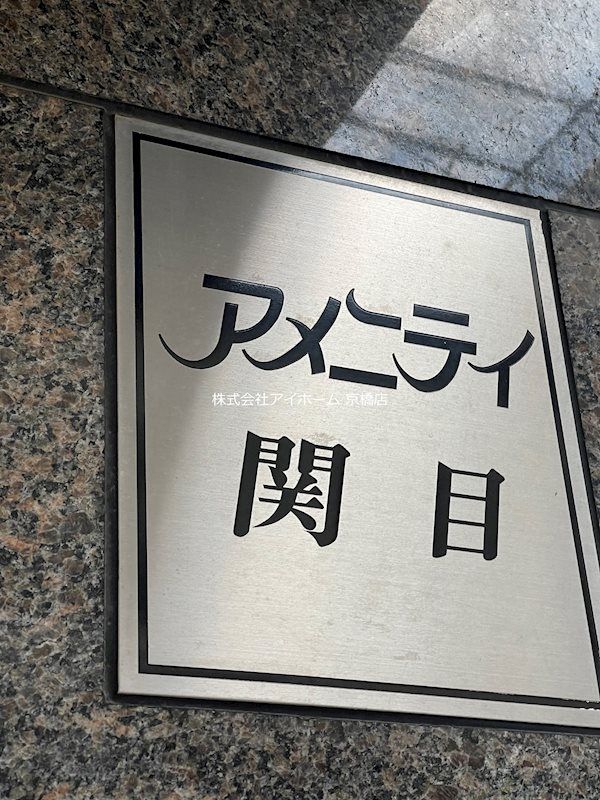 アメニティ
株式会社アイホーム 京橋店
関目